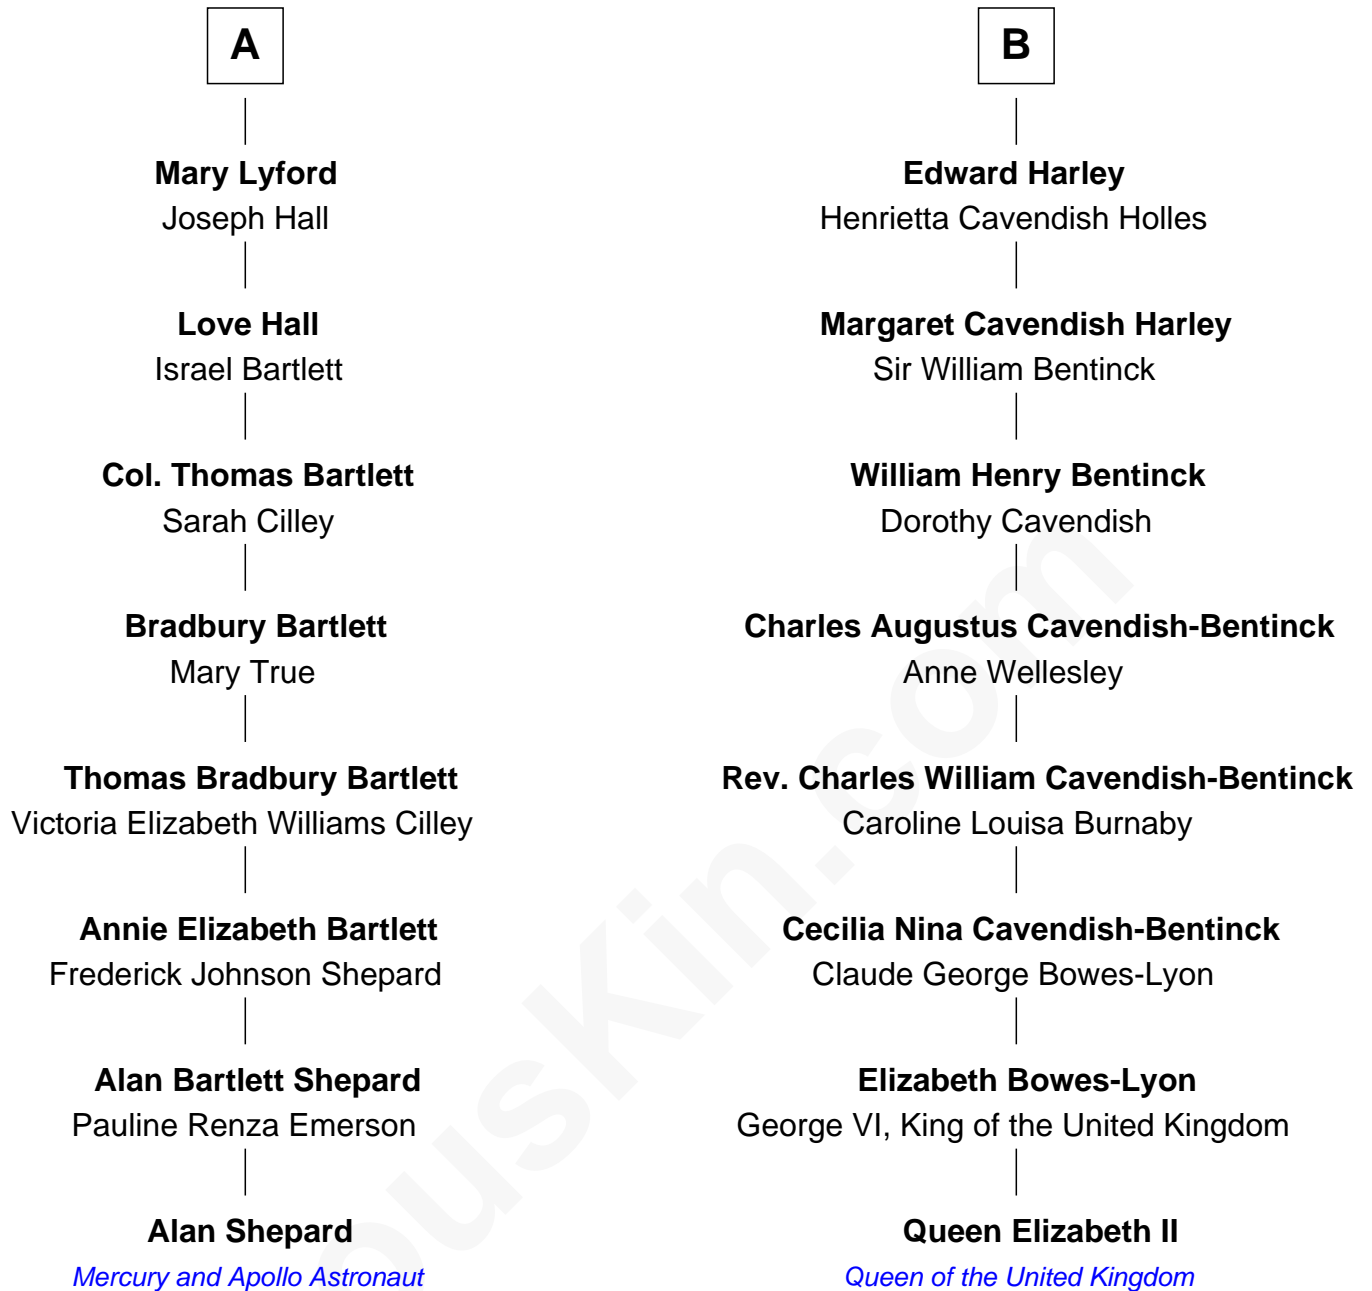 A
Mary Lyford
Joseph Hall
Love Hall
Israel Bartlett
Col. Thomas Bartlett
Sarah Cilley
Bradbury Bartlett
Mary True
Thomas Bradbury Bartlett
Victoria Elizabeth Williams Cilley
Annie Elizabeth Bartlett
Frederick Johnson Shepard
Alan Bartlett Shepard
Pauline Renza Emerson
Alan Shepard
Mercury and Apollo Astronaut
B
Edward Harley
Henrietta Cavendish Holles
Margaret Cavendish Harley
Sir William Bentinck
William Henry Bentinck
Dorothy Cavendish
Charles Augustus Cavendish-Bentinck
Anne Wellesley
Rev. Charles William Cavendish-Bentinck
Caroline Louisa Burnaby
Cecilia Nina Cavendish-Bentinck
Claude George Bowes-Lyon
Elizabeth Bowes-Lyon
George VI, King of the United Kingdom
Queen Elizabeth II
Queen of the United Kingdom
ousKin.com